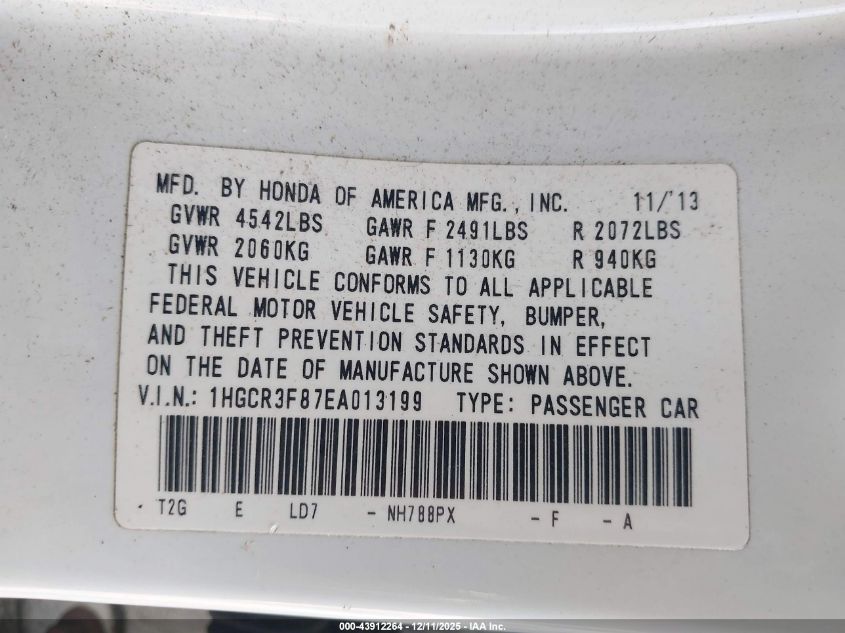 MFD. BY HONDA OF AMERICA MFG., INC. 11/'13
GVWR 4542LBS GAWR F 2491LBS R 2072LBS
GVWR 2060KG GAWR F 1130KG R 940KG
THIS VEHICLE CONFORMS TO ALL APPLICABLE
FEDERAL MOTOR VEHICLE SAFETY, BUMPER,
AND THEFT PREVENTION STANDARDS IN EFFECT
ON THE DATE OF MANUFACTURE SHOWN ABOVE.
V.I.N.: 1HGCR3F87EA013199 TYPE: PASSENGER CAR
T2G E LD7 - NH788PX - F - A
000-43912264 - 12/11/2025 - IAA Inc.